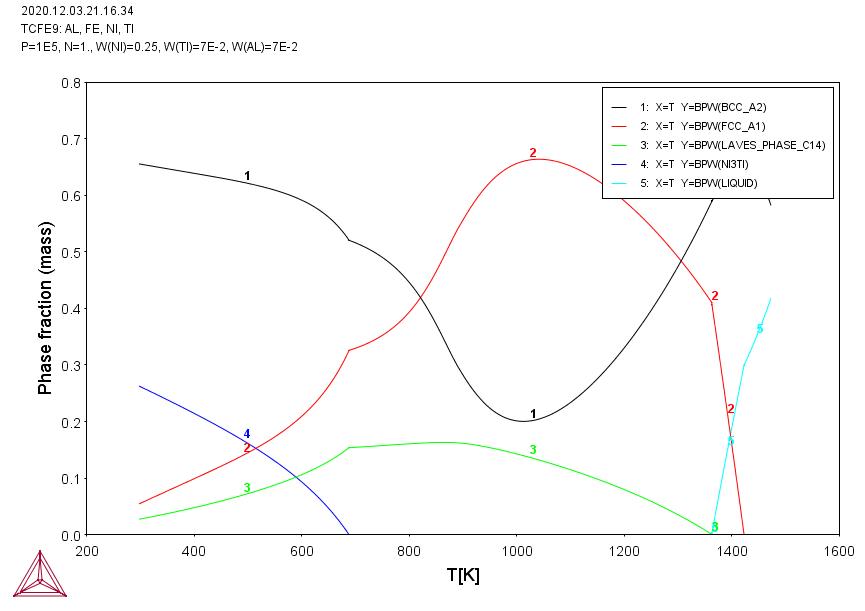 2020.12.03.21.16.34
TCFE9: AL, FE, NI, TI
P=1E5, N=1., W(NI)=0.25, W(TI)=7E-2, W(AL)=7E-2
0.8
0.7
0.6
0.5
0.4
0.3
0.2
0.1
0.0
Phase fraction (mass)
1: X=T Y=BPW(BCC_A2)
2: X=T Y=BPW(FCC_A1)
3: X=T Y=BPW(LAVES_PHASE_C14)
4: X=T Y=BPW(NI3TI)
5: X=T Y=BPW(LIQUID)
1
2
2
5
4
2
1
2
3
3
5
3
200 400 600 800 1000 1200 1400 1600
T[K]